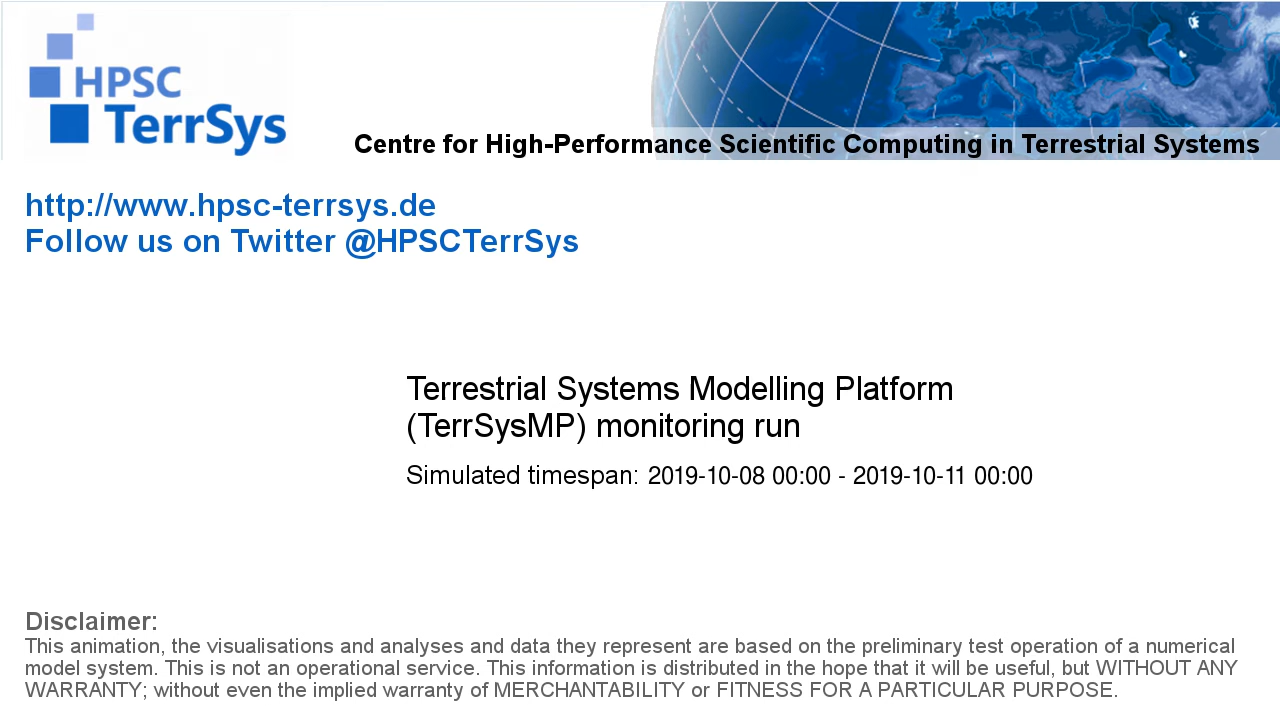 HPSC
TerrSys
Centre for High-Performance Scientific Computing in Terrestrial Systems
http://www.hpsc-terrsys.de
Follow us on Twitter @HPSCTerrSys
Terrestrial Systems Modelling Platform
(TerrSysMP) monitoring run
Simulated timespan: 2019-10-08 00:00 - 2019-10-11 00:00
Disclaimer:
This animation, the visualisations and analyses and data they represent are based on the preliminary test operation of a numerical
model system. This is not an operational service. This information is distributed in the hope that it will be useful, but WITHOUT ANY
WARRANTY; without even the implied warranty of MERCHANTABILITY or FITNESS FOR A PARTICULAR PURPOSE.